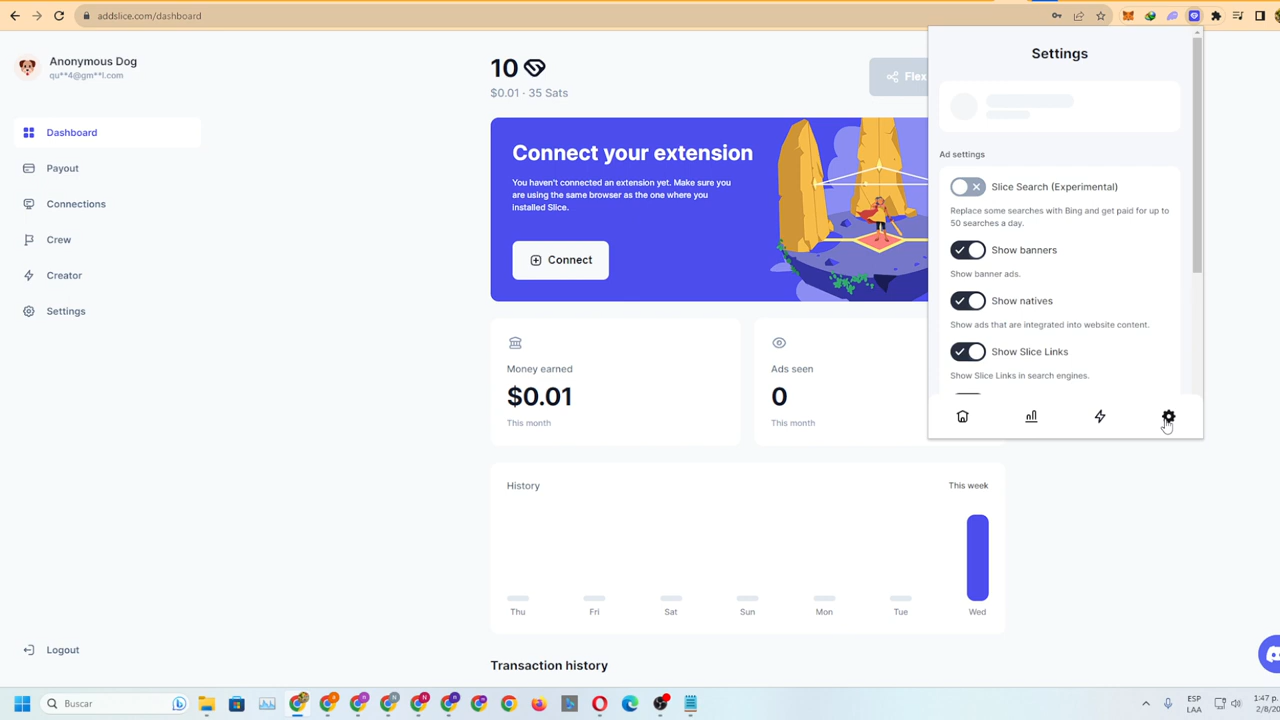 addslice.com/dashboard
Anonymous Dog
qu**4@gm**l.com
Dashboard
Payout
Connections
Crew
Creator
Settings
Logout
10
$0.01 · 35 Sats
Flex
Connect your extension
You haven't connected an extension yet. Make sure you
are using the same browser as the one where you
installed Slice.
Connect
Money earned
$0.01
This month
Ads seen
0
This month
History
This week
Thu
Fri
Sat
Sun
Mon
Tue
Wed
Transaction history
Settings
Ad settings
Slice Search (Experimental)
Replace some searches with Bing and get paid for up to
50 searches a day.
Show banners
Show banner ads.
Show natives
Show ads that are integrated into website content.
Show Slice Links
Show Slice Links in search engines.
Buscar
ESP
LAA
1:47 p.
2/8/20